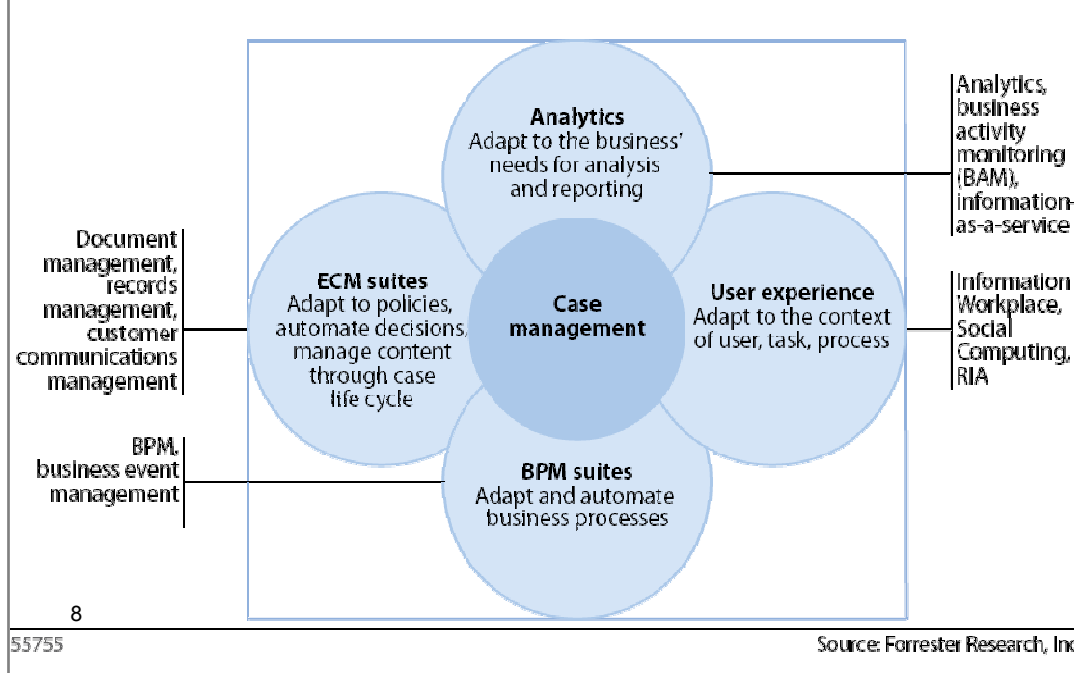 Analytics
Adapt to the business'
needs for analysis
and reporting
Analytics,
business
activity
monitoring
(BAM),
information-
as-a-service
Document
management,
records
management,
customer
communications
management
ECM suites
Adapt to policies,
automate decisions,
manage content
through case
life cycle
Case
management
User experience
Adapt to the context
of user, task, process
Information
Workplace,
Social
Computing,
RIA
BPM,
business event
management
BPM suites
Adapt and automate
business processes
8
55755
Source: Forrester Research, Inc